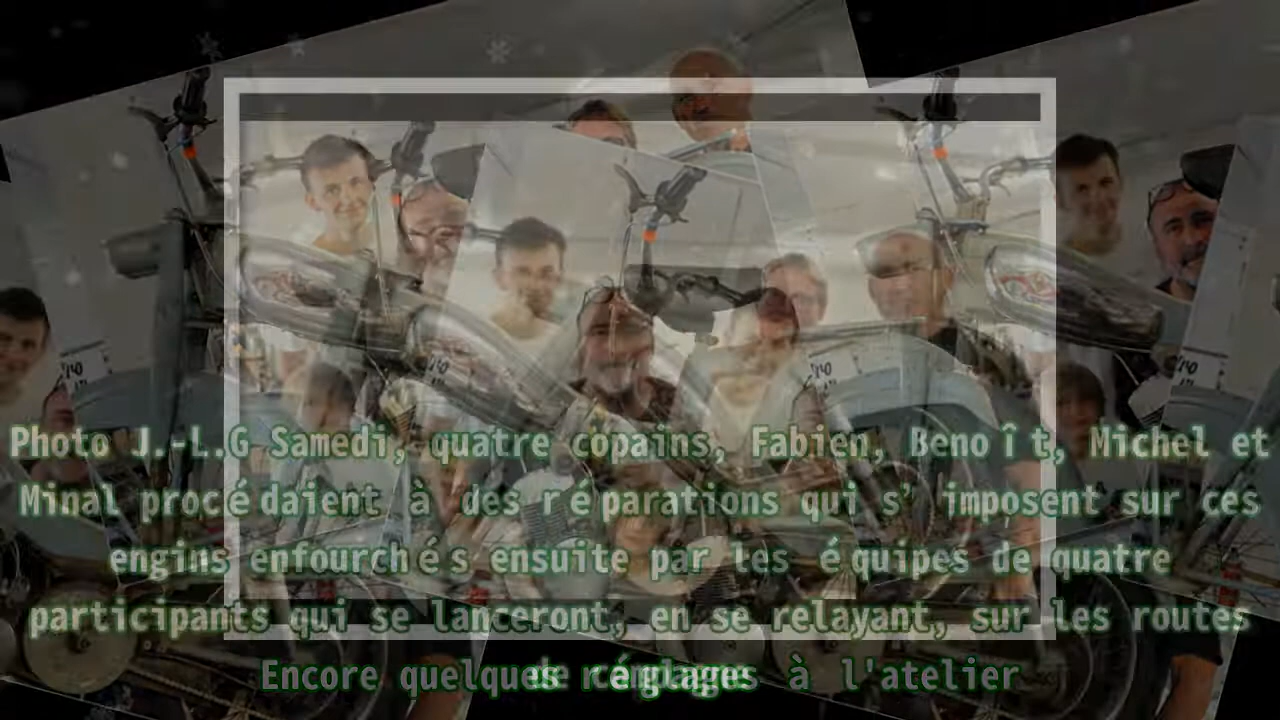 Photo J.-L.G Samedi, quatre copains, Fabien, Benoît, Michel et
Minal procédaient à des réparations qui s’imposent sur ces
engins enfourchés ensuite par les équipes de quatre
participants qui se lanceront, en se relayant, sur les routes
de campagne
Encore quelques réglages à l'atelier